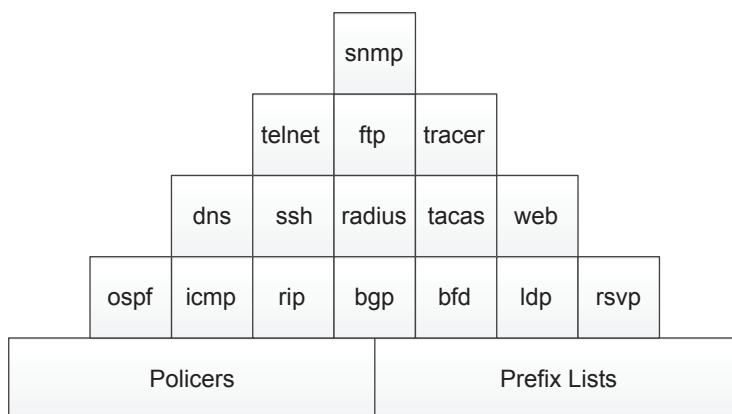 snmp
telnet ftp tracer
dns ssh radius tacas web
ospf icmp rip bgp bfd ldp rsvp
Policers Prefix Lists